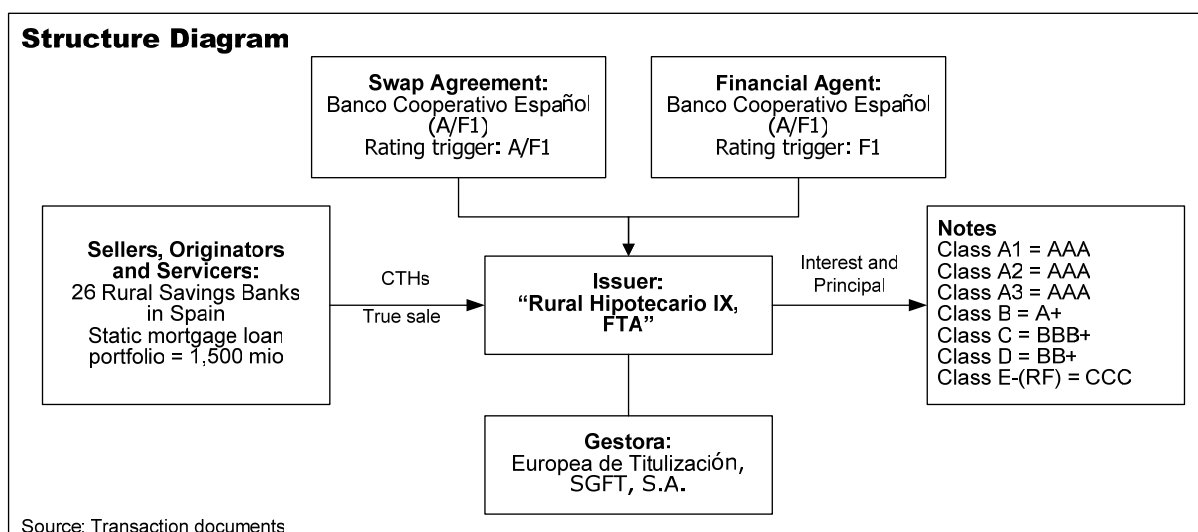 Structure Diagram
Swap Agreement:
Banco Cooperativo Español
(A/F1)
Rating trigger: A/F1
Financial Agent:
Banco Cooperativo Español
(A/F1)
Rating trigger: F1
Sellers, Originators
and Servicers:
26 Rural Savings Banks
in Spain
Static mortgage loan
portfolio = 1,500 mio
CTHs
True sale
Issuer:
“Rural Hipotecario IX,
FTA”
Interest and
Principal
Notes
Class A1 = AAA
Class A2 = AAA
Class A3 = AAA
Class B = A+
Class C = BBB+
Class D = BB+
Class E-(RF) = CCC
Gestora:
Europea de Titulización,
SGFT, S.A.
Source: Transaction documents